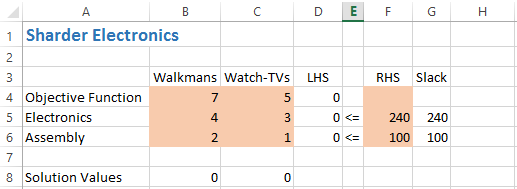 A B C D E F G H
1 Sharder Electronics
2
3 Walkmans Watch-TVs LHS RHS Slack
4 Objective Function 7 5 0
5 Electronics 4 3 0 <= 240 240
6 Assembly 2 1 0 <= 100 100
7
8 Solution Values 0 0